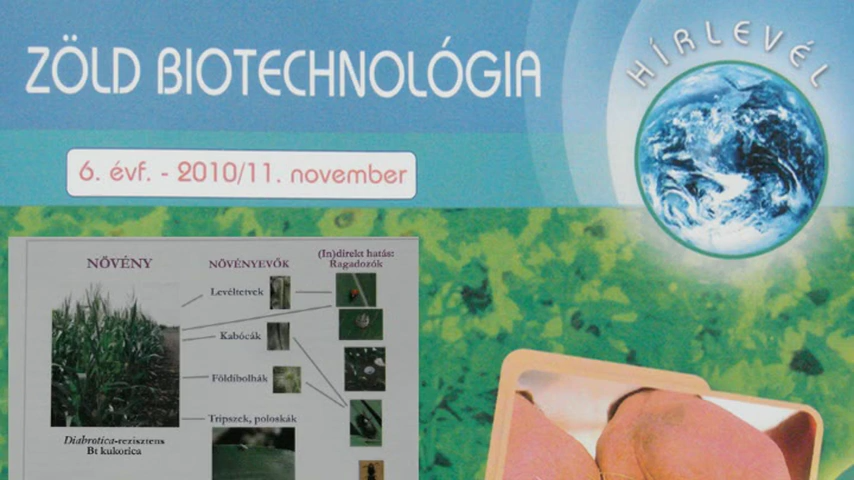 ZÖLD BIOTECHNOLÓGIA
HÍRLEVÉL
6. évf. - 2010/11. november
NÖVÉNY
NÖVÉNYEVŐK
(In)direkt hatás:
Ragadozók
Levéltetvek
Kabócák
Földibolhák
Tripszek, poloskák
Diabrotica-rezisztens
Bt kukorica